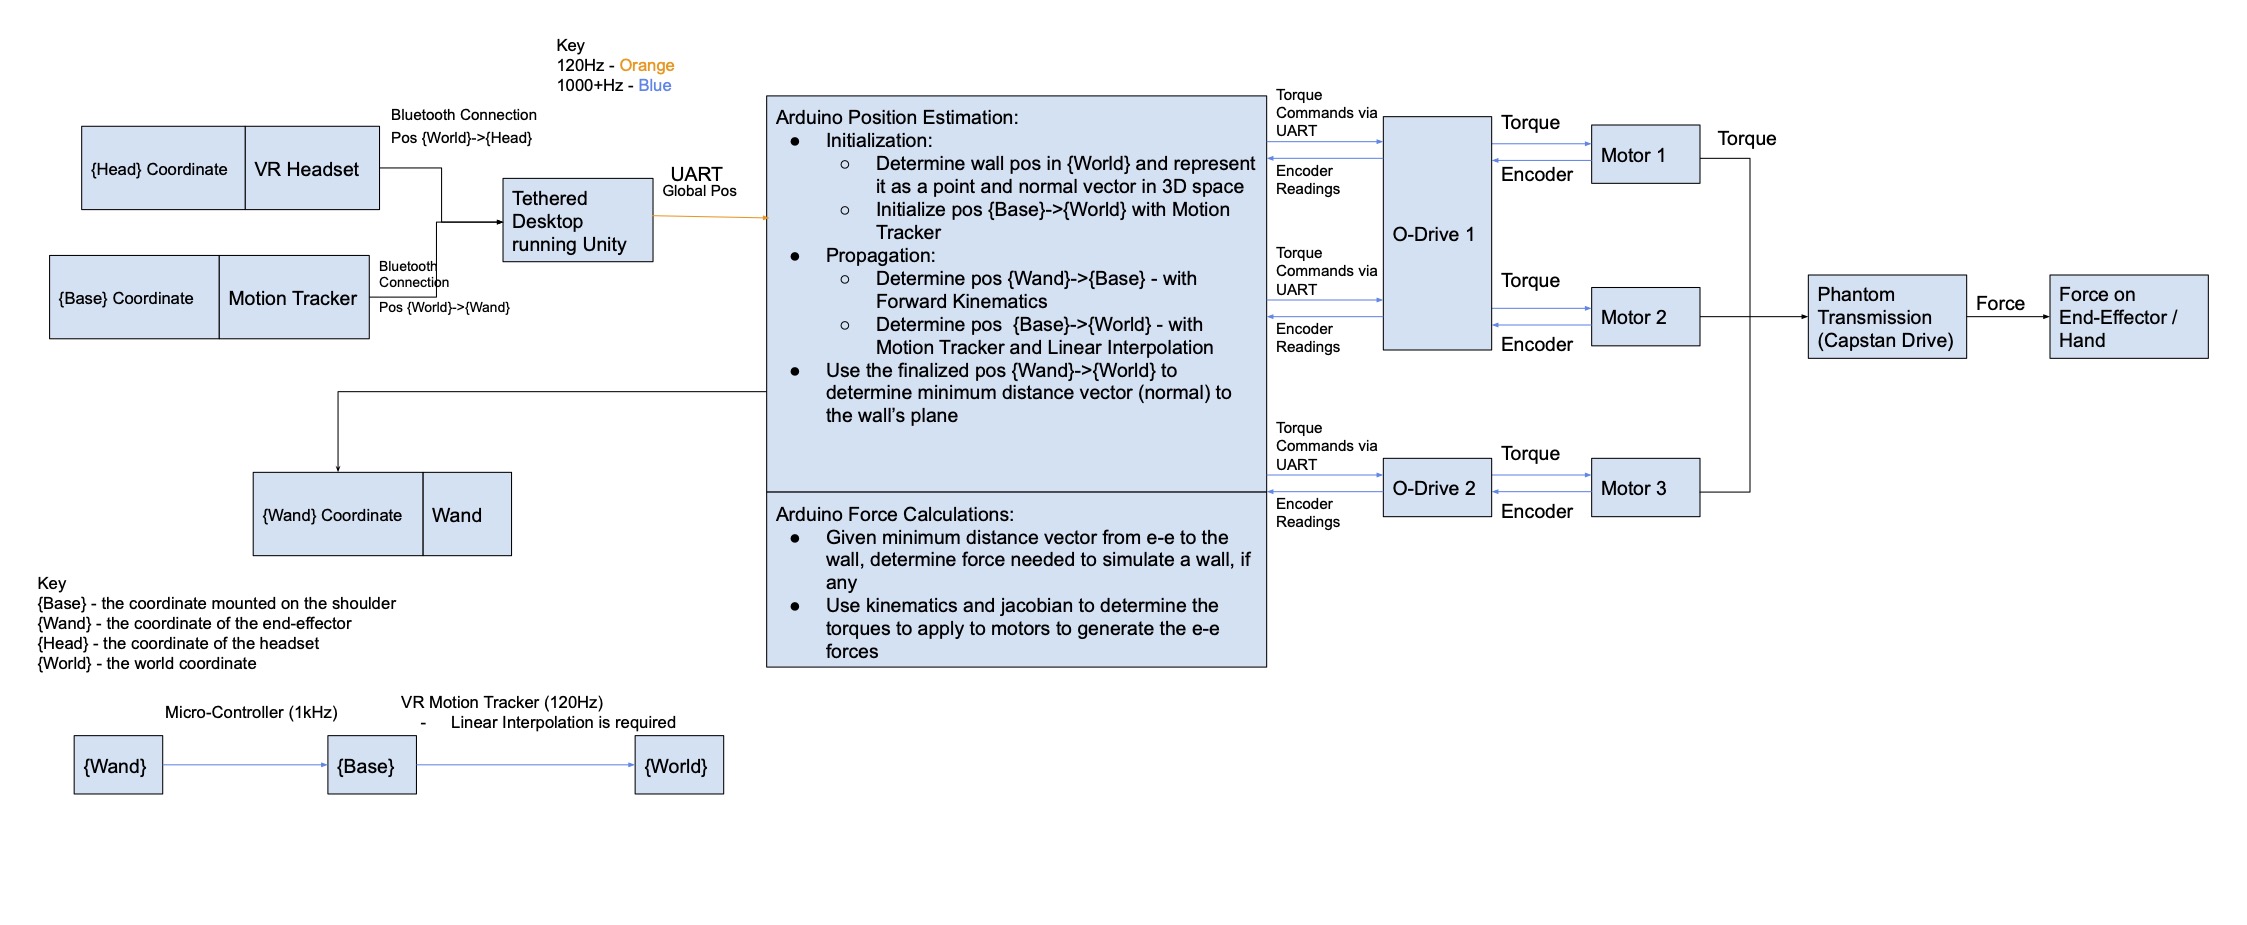 Key
120Hz - Orange
1000+Hz - Blue
Bluetooth Connection
Pos {World}->{Head}
{Head} Coordinate
VR Headset
{Base} Coordinate
Motion Tracker
Bluetooth
Connection
Pos {World}->{Wand}
Tethered
Desktop
running Unity
UART
Global Pos
Arduino Position Estimation:
● Initialization:
○ Determine wall pos in {World} and represent
it as a point and normal vector in 3D space
○ Initialize pos {Base}->{World} with Motion
Tracker
● Propagation:
○ Determine pos {Wand}->{Base} - with
Forward Kinematics
○ Determine pos  {Base}->{World} - with
Motion Tracker and Linear Interpolation
● Use the finalized pos {Wand}->{World} to
determine minimum distance vector (normal) to
the wall's plane
Arduino Force Calculations:
● Given minimum distance vector from e-e to the
wall, determine force needed to simulate a wall, if
any
● Use kinematics and jacobian to determine the
torques to apply to motors to generate the e-e
forces
Torque
Commands via
UART
Encoder
Readings
Torque
Commands via
UART
Encoder
Readings
Torque
Commands via
UART
Encoder
Readings
O-Drive 1
O-Drive 2
Torque
Encoder
Torque
Encoder
Torque
Encoder
Motor 1
Motor 2
Motor 3
Torque
Phantom
Transmission
(Capstan Drive)
Force
Force on
End-Effector /
Hand
{Wand} Coordinate
Wand
Key
{Base} - the coordinate mounted on the shoulder
{Wand} - the coordinate of the end-effector
{Head} - the coordinate of the headset
{World} - the world coordinate
Micro-Controller (1kHz)
VR Motion Tracker (120Hz)
- Linear Interpolation is required
{Wand}
{Base}
{World}